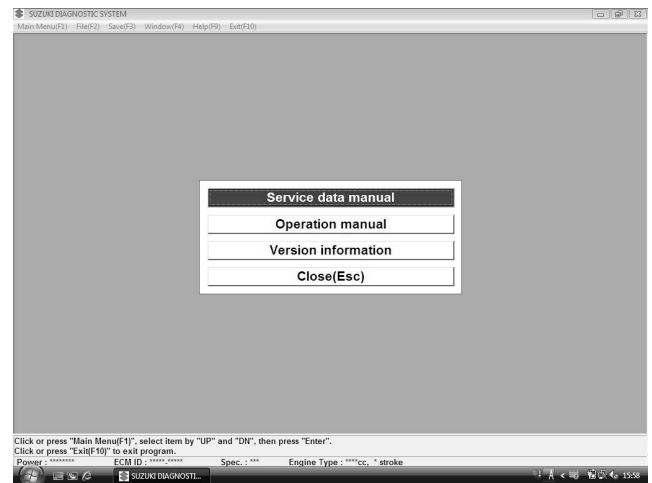 SUZUKI DIAGNOSTIC SYSTEM
Main Menu(F1) File(F2) Save(F3) Window(F4) Help(F9) Exit(F10)
Service data manual
Operation manual
Version information
Close(Esc)
Click or press "Main Menu(F1)", select item by "UP" and "DN", then press "Enter".
Click or press "Exit(F10)" to exit program.
Power : ******** ECM ID : *****-***** Spec. : *** Engine Type : ****cc, * stroke
SUZUKI DIAGNOSTI... 15:58